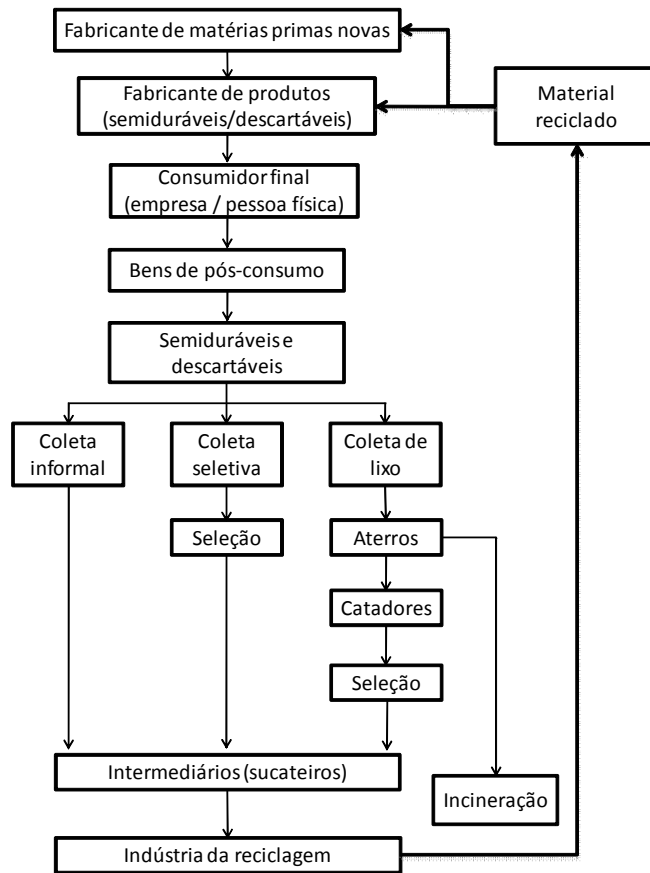 Fabricante de matérias primas novas
Fabricante de produtos
(semiduráveis/descartáveis)
Material
reciclado
Consumidor final
(empresa / pessoa física)
Bens de pós-consumo
Semiduráveis e
descartáveis
Coleta
informal
Coleta
seletiva
Coleta de
lixo
Seleção
Aterros
Catadores
Seleção
Intermediários (sucateiros)
Incineração
Indústria da reciclagem